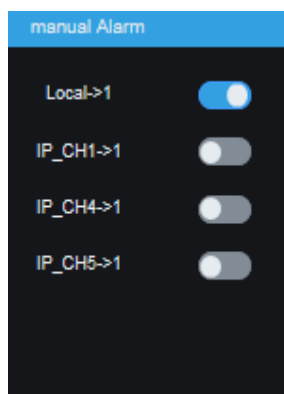 manual Alarm
Local->1
IP_CH1->1
IP_CH4->1
IP_CH5->1